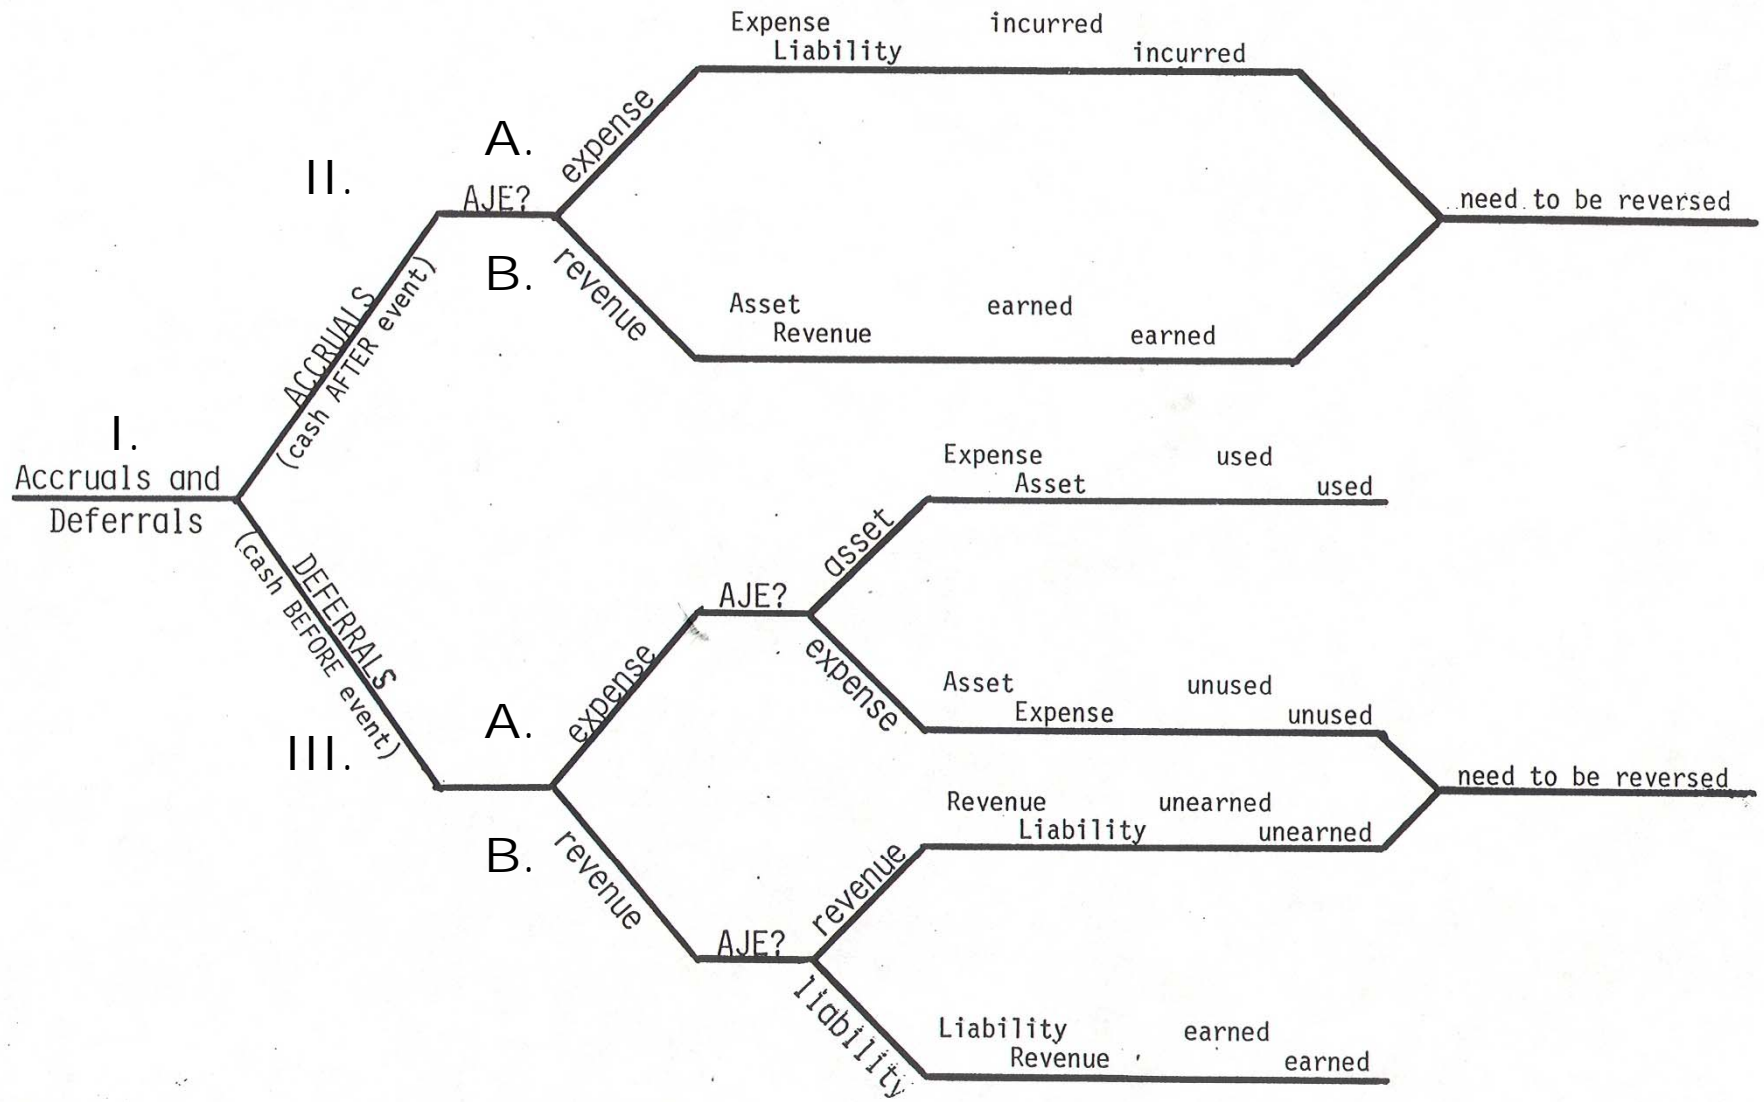 Expense incurred
Liability incurred
expense
A.
II.
AJE?
need to be reversed
B.
revenue
Asset earned
Revenue earned
ACCRUALS
(cash AFTER event)
I.
Accruals and
Deferrals
Expense used
Asset used
asset
AJE?
expense
DEFERRALS
(cash BEFORE event)
A.
expense
III.
Asset unused
Expense unused
need to be reversed
Revenue unearned
Liability unearned
B.
revenue
revenue
AJE?
liability
Liability earned
Revenue earned